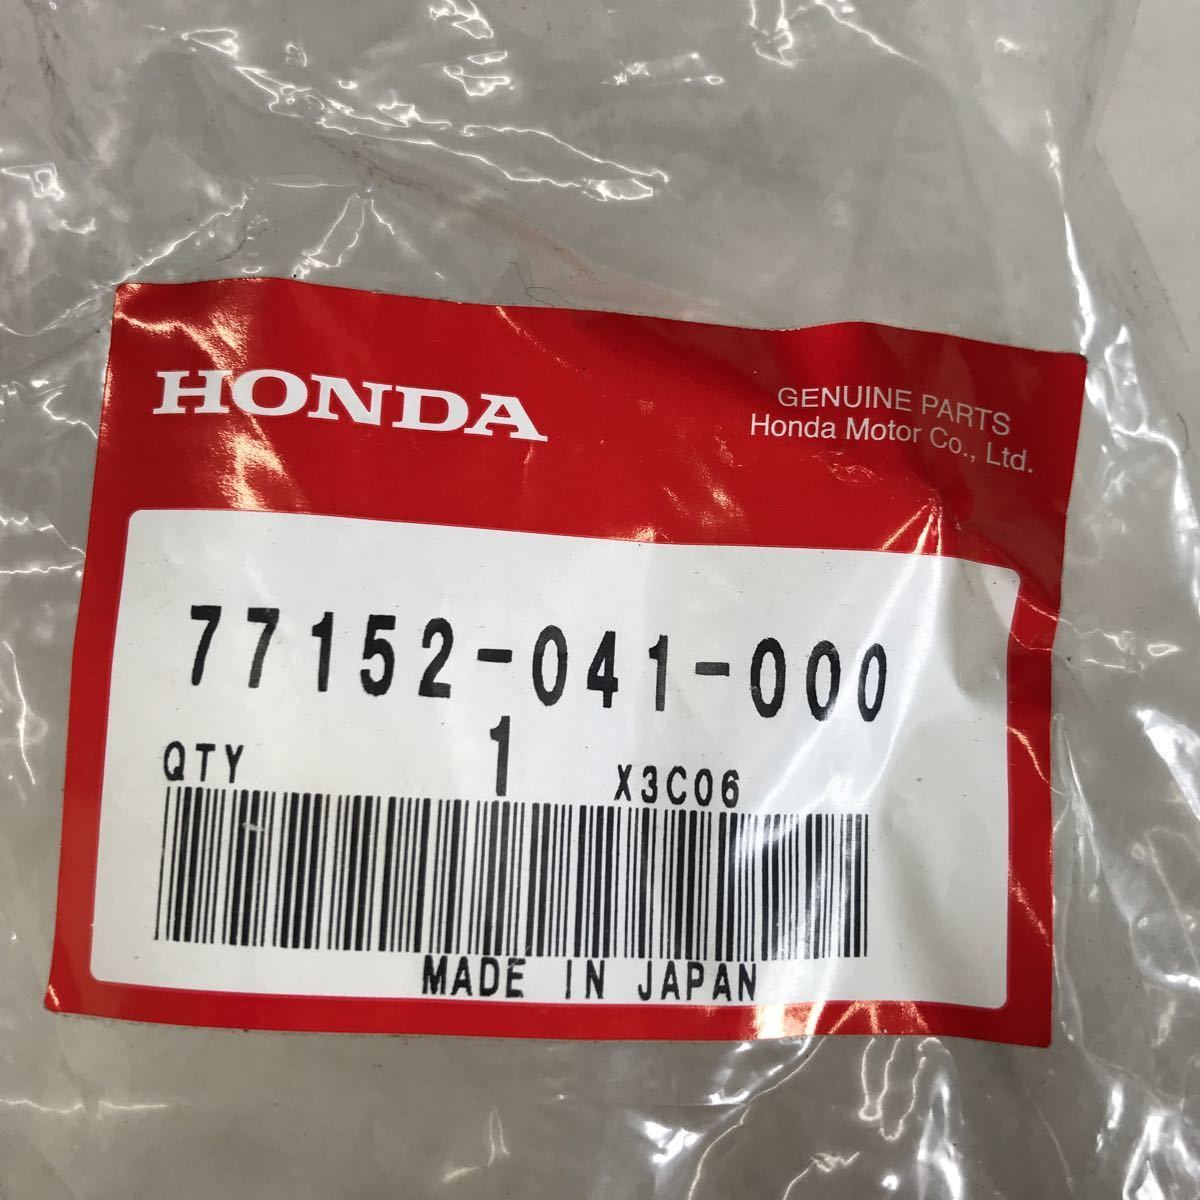 HONDA
GENUINE PARTS
Honda Motor Co., Ltd.
77152-041-000
QTY 1 X3C06
MADE IN JAPAN